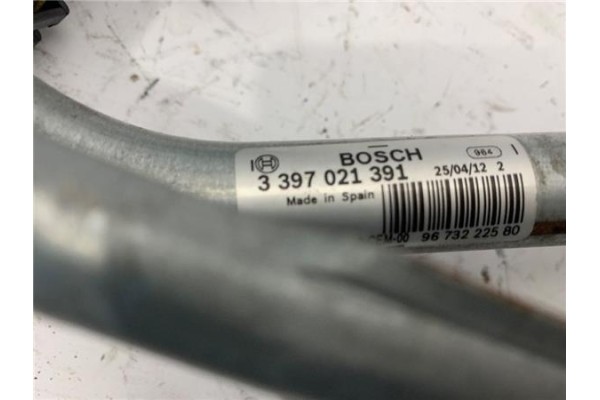 BOSCH 984
3 397 021 391 25/04/12 2
Made in Spain
96 732 225 80